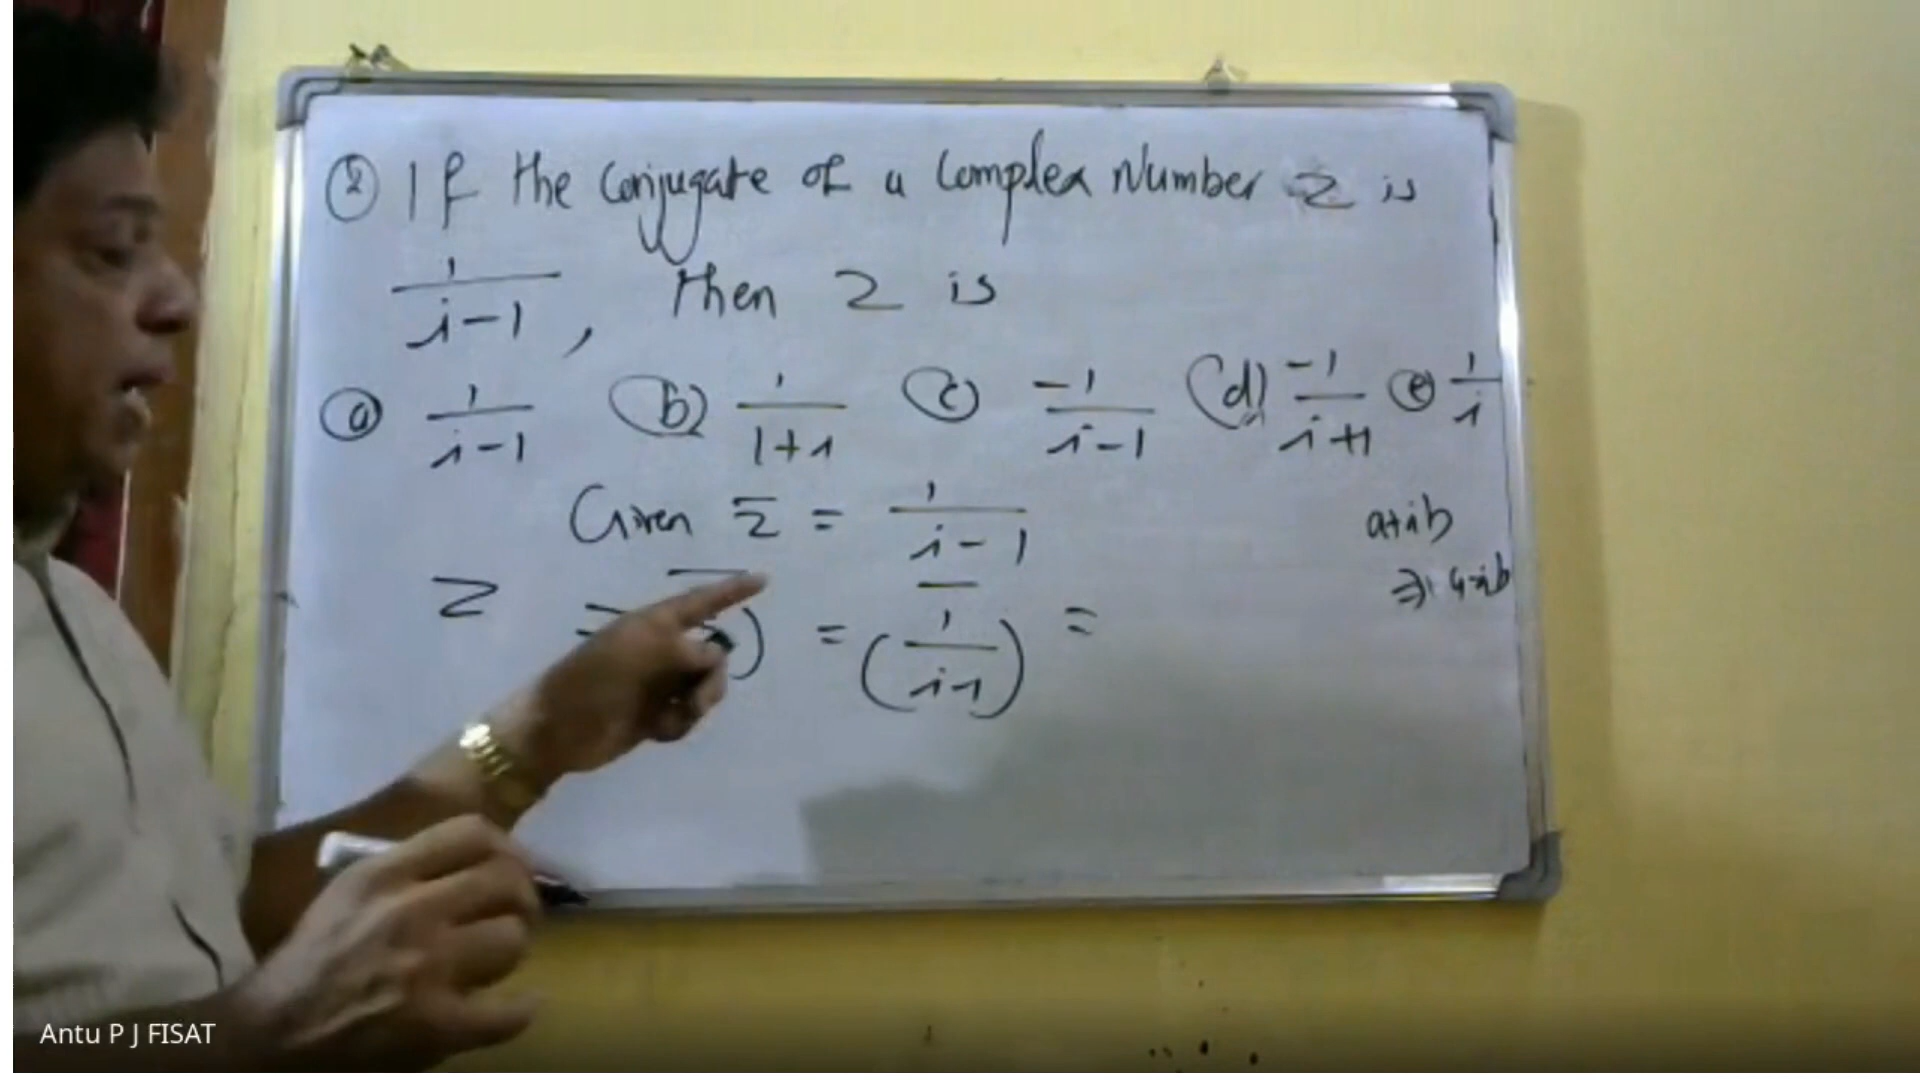 ② If the Conjugate of a Complex Number z is
1/(i-1), then z is
ⓐ 1/(i-1) (b) 1/(1+i) ⓒ -1/(i-1) (d) -1/(i+1) ⓔ 1/i
Given z̅ = 1/(i-1) a+ib
⇒ a-ib
z = ) = (1/(i-1))̅ =
Antu P J FISAT